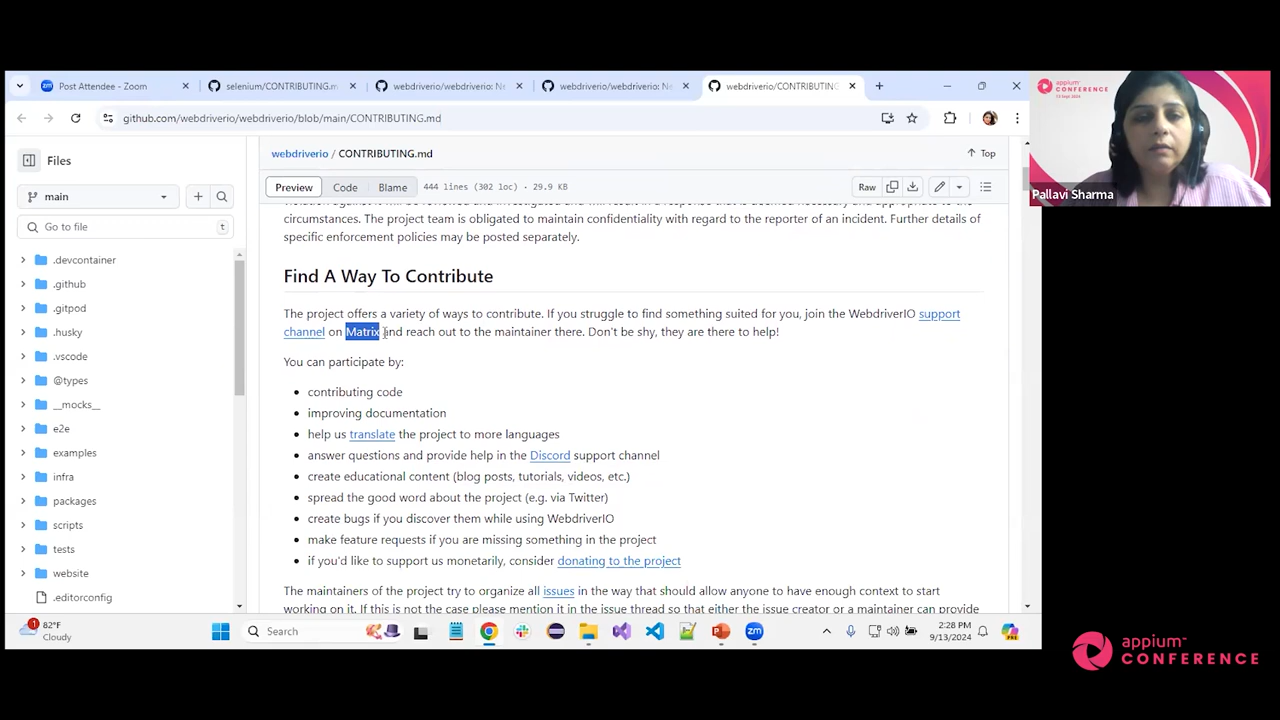 Post Attendee - Zoom
selenium/CONTRIBUTING.m
webdriverio/webdriverio: Ne
webdriverio/webdriverio: Ne
webdriverio/CONTRIBUTING
github.com/webdriverio/webdriverio/blob/main/CONTRIBUTING.md
appium
CONFERENCE
13 Sept 2024
Pallavi Sharma
Files
main
Go to file
t
.devcontainer
.github
.gitpod
.husky
.vscode
@types
__mocks__
e2e
examples
infra
packages
scripts
tests
website
.editorconfig
webdriverio / CONTRIBUTING.md
Top
Preview Code Blame 444 lines (302 loc) · 29.9 KB
Raw
circumstances. The project team is obligated to maintain confidentiality with regard to the reporter of an incident. Further details of
specific enforcement policies may be posted separately.
Find A Way To Contribute
The project offers a variety of ways to contribute. If you struggle to find something suited for you, join the WebdriverIO support
channel on Matrix and reach out to the maintainer there. Don't be shy, they are there to help!
You can participate by:
• contributing code
• improving documentation
• help us translate the project to more languages
• answer questions and provide help in the Discord support channel
• create educational content (blog posts, tutorials, videos, etc.)
• spread the good word about the project (e.g. via Twitter)
• create bugs if you discover them while using WebdriverIO
• make feature requests if you are missing something in the project
• if you'd like to support us monetarily, consider donating to the project
The maintainers of the project try to organize all issues in the way that should allow anyone to have enough context to start
working on it. If this is not the case please mention it in the issue thread so that either the issue creator or a maintainer can provide
1
82°F
Cloudy
Search
2:28 PM
9/13/2024
appium™
CONFERENCE